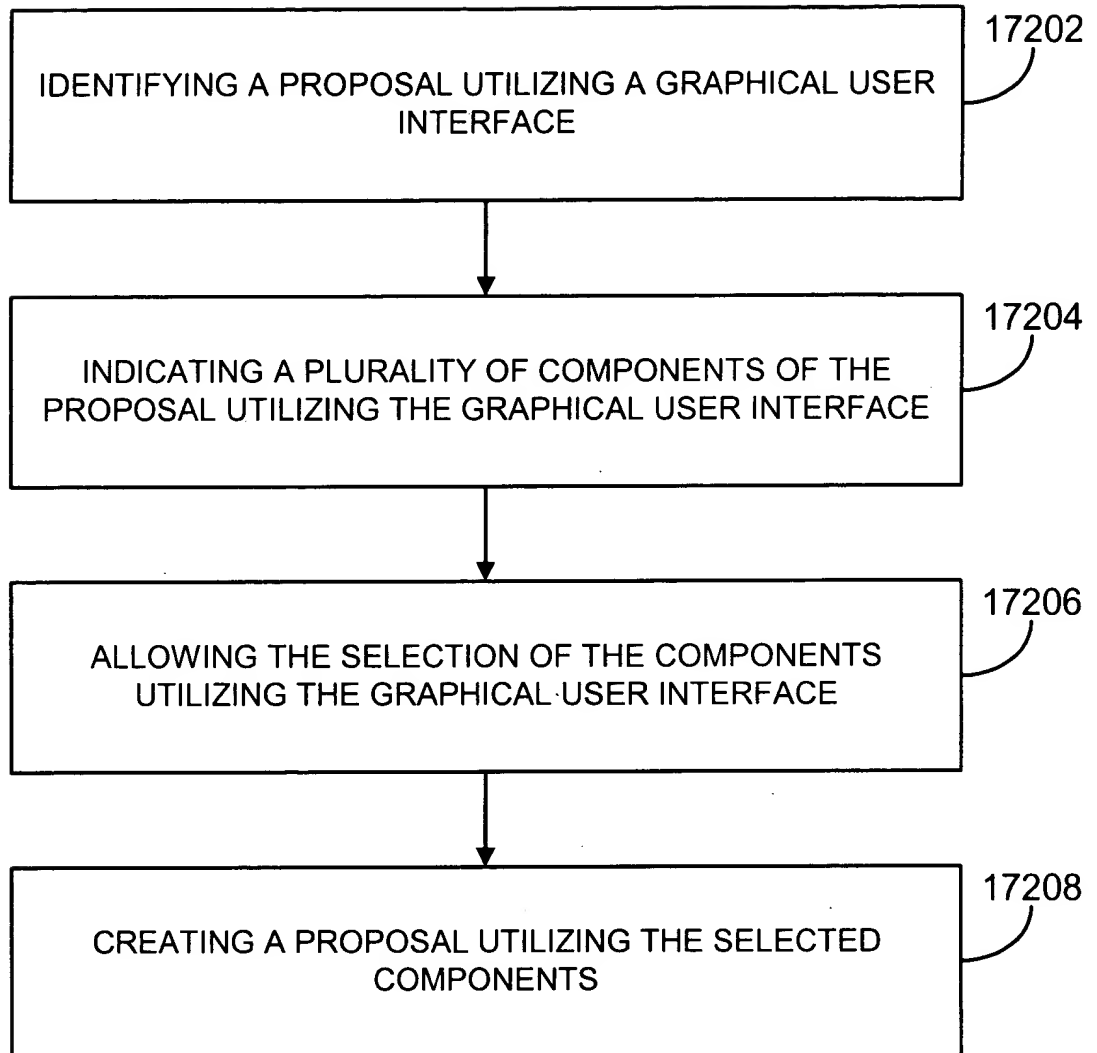 17202
IDENTIFYING A PROPOSAL UTILIZING A GRAPHICAL USER
INTERFACE
17204
INDICATING A PLURALITY OF COMPONENTS OF THE
PROPOSAL UTILIZING THE GRAPHICAL USER INTERFACE
17206
ALLOWING THE SELECTION OF THE COMPONENTS
UTILIZING THE GRAPHICAL USER INTERFACE
17208
CREATING A PROPOSAL UTILIZING THE SELECTED
COMPONENTS